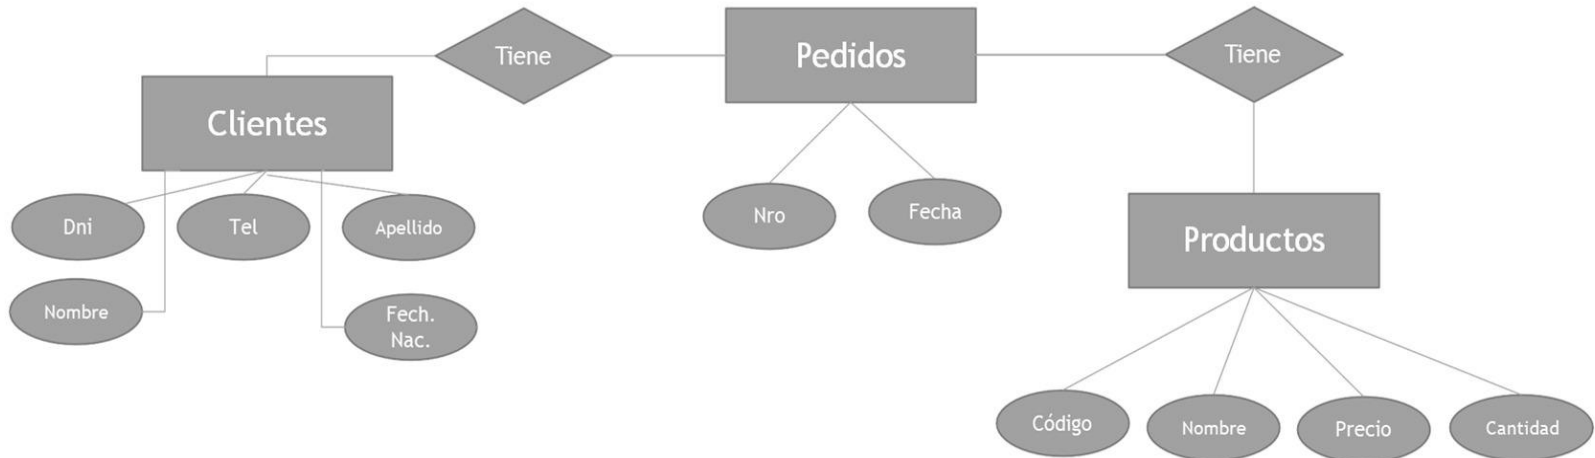 Tiene
Pedidos
Tiene
Clientes
Dni
Tel
Apellido
Nro
Fecha
Productos
Nombre
Fech.
Nac.
Código
Nombre
Precio
Cantidad